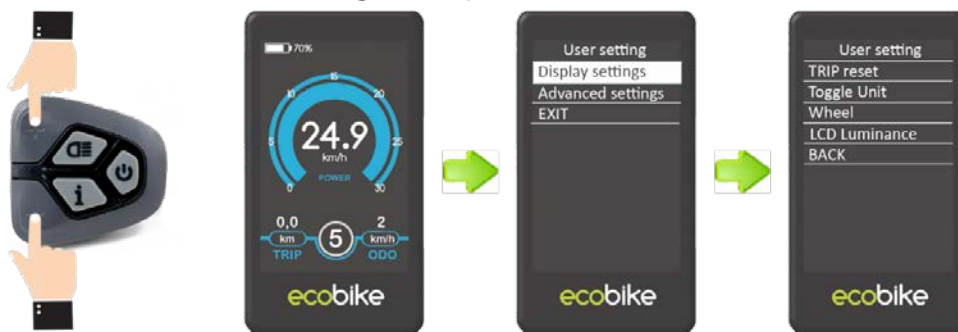 i
70%
15
10
20
24.9
5
25
km/h
POWER
0
30
0,0
2
km
5
km/h
TRIP
ODO
ecobike
User setting
Display settings
Advanced settings
EXIT
ecobike
User setting
TRIP reset
Toggle Unit
Wheel
LCD Luminance
BACK
ecobike